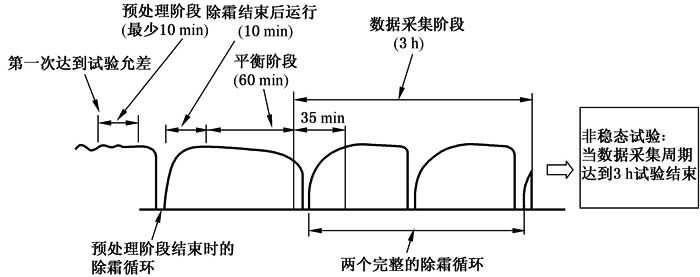 预处理阶段
(最少10 min)
除霜结束后运行
(10 min)
数据采集阶段
(3 h)
第一次达到试验允差
平衡阶段
(60 min)
35 min
非稳态试验:
当数据采集周期
达到3 h试验结束
预处理阶段结束时的
除霜循环
两个完整的除霜循环